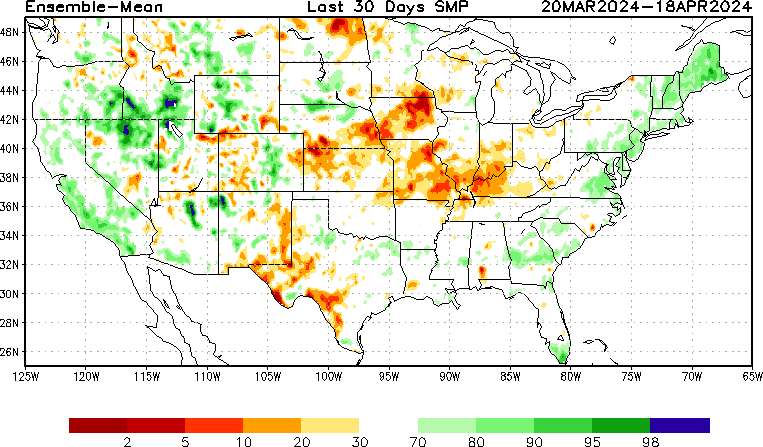 Ensemble-Mean Last 30 Days SMP 20MAR2024-18APR2024
48N
46N
44N
42N
40N
38N
36N
34N
32N
30N
28N
26N
125W 120W 115W 110W 105W 100W 95W 90W 85W 80W 75W 70W 65W
2 5 10 20 30 70 80 90 95 98